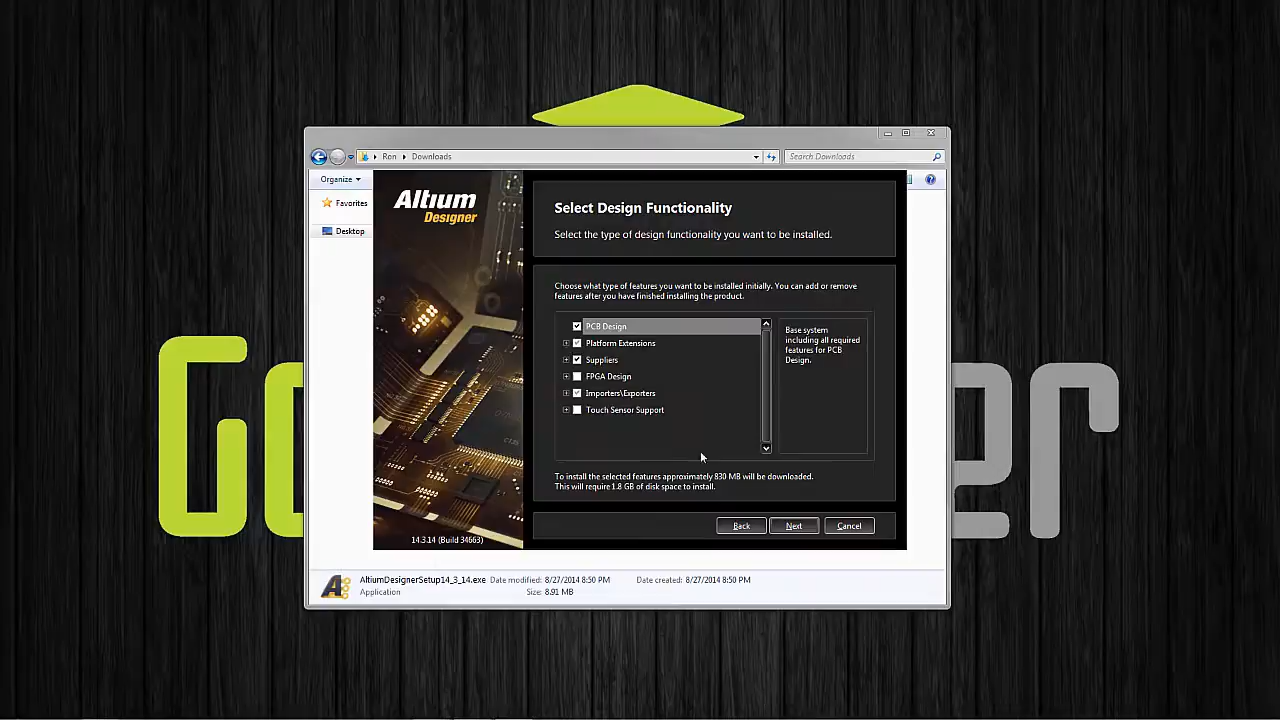 Ron
Downloads
Search Downloads
Organize
Favorites
Desktop
Altium
Designer
14.3.14 (Build 34663)
Select Design Functionality
Select the type of design functionality you want to be installed.
Choose what type of features you want to be installed initially. You can add or remove
features after you have finished installing the product.
PCB Design
Platform Extensions
Suppliers
FPGA Design
Importers\Exporters
Touch Sensor Support
Base system
including all required
features for PCB
Design.
To install the selected features approximately 830 MB will be downloaded.
This will require 1.8 GB of disk space to install.
Back
Next
Cancel
AltiumDesignerSetup14_3_14.exe Date modified: 8/27/2014 8:50 PM Date created: 8/27/2014 8:50 PM
Application Size: 8.91 MB